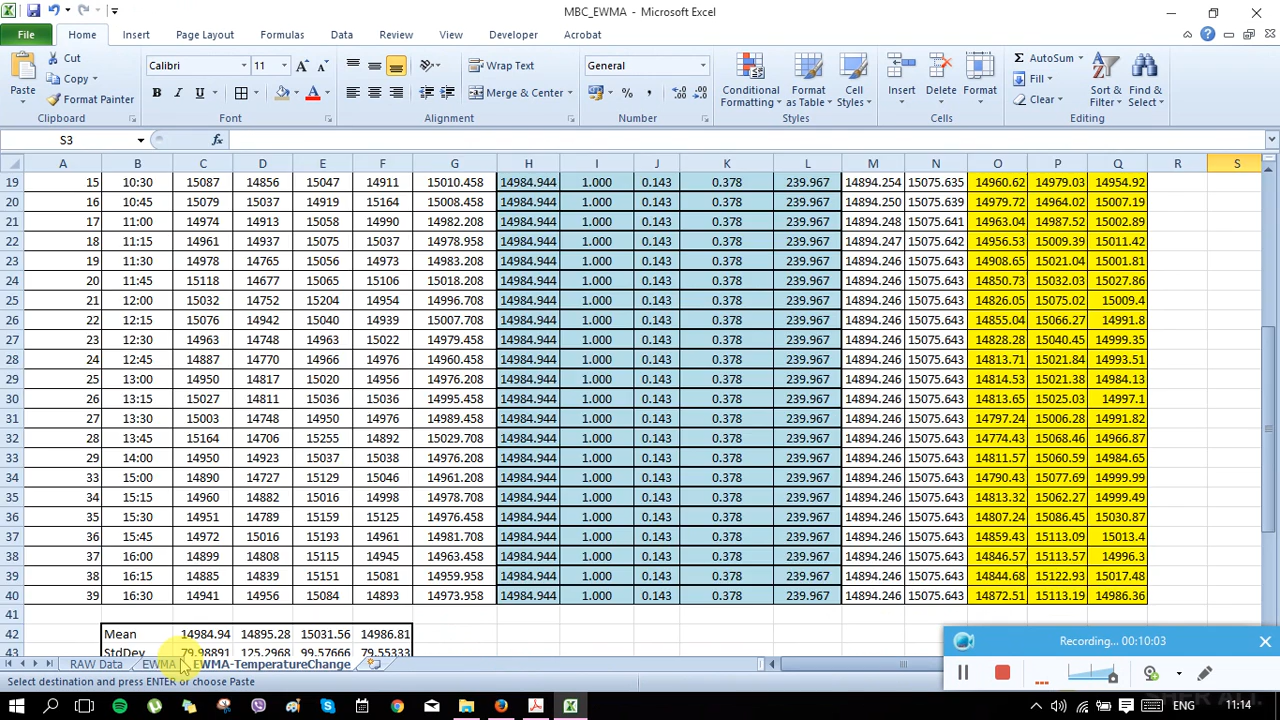 MBC_EWMA - Microsoft Excel
File Home Insert Page Layout Formulas Data Review View Developer Acrobat
Paste Cut Copy Format Painter Calibri 11 Wrap Text Merge & Center General Conditional Formatting Format as Table Cell Styles Insert Delete Format AutoSum Fill Clear Sort & Filter Find & Select
Clipboard Font Alignment Number Styles Cells Editing
S3 fx
A B C D E F G H I J K L M N O P Q R S
19 15 10:30 15087 14856 15047 14911 15010.458 14984.944 1.000 0.143 0.378 239.967 14894.254 15075.635 14960.62 14979.03 14954.92
20 16 10:45 15079 15037 14919 15164 15008.458 14984.944 1.000 0.143 0.378 239.967 14894.250 15075.639 14979.72 14964.02 15007.19
21 17 11:00 14974 14913 15058 14990 14982.208 14984.944 1.000 0.143 0.378 239.967 14894.248 15075.641 14963.04 14987.52 15002.89
22 18 11:15 14961 14937 15075 15037 14978.958 14984.944 1.000 0.143 0.378 239.967 14894.247 15075.642 14956.53 15009.39 15011.42
23 19 11:30 14978 14765 15056 14973 14983.208 14984.944 1.000 0.143 0.378 239.967 14894.246 15075.643 14908.65 15021.04 15001.81
24 20 11:45 15118 14677 15065 15106 15018.208 14984.944 1.000 0.143 0.378 239.967 14894.246 15075.643 14850.73 15032.03 15027.86
25 21 12:00 15032 14752 15204 14954 14996.708 14984.944 1.000 0.143 0.378 239.967 14894.246 15075.643 14826.05 15075.02 15009.4
26 22 12:15 15076 14942 15040 14939 15007.708 14984.944 1.000 0.143 0.378 239.967 14894.246 15075.643 14855.04 15066.27 14991.8
27 23 12:30 14963 14748 14963 15022 14979.458 14984.944 1.000 0.143 0.378 239.967 14894.246 15075.643 14828.28 15040.45 14999.35
28 24 12:45 14887 14770 14966 14976 14960.458 14984.944 1.000 0.143 0.378 239.967 14894.246 15075.643 14813.71 15021.84 14993.51
29 25 13:00 14950 14817 15020 14956 14976.208 14984.944 1.000 0.143 0.378 239.967 14894.246 15075.643 14814.53 15021.38 14984.13
30 26 13:15 15027 14811 15036 15036 14995.458 14984.944 1.000 0.143 0.378 239.967 14894.246 15075.643 14813.65 15025.03 14997.1
31 27 13:30 15003 14748 14950 14976 14989.458 14984.944 1.000 0.143 0.378 239.967 14894.246 15075.643 14797.24 15006.28 14991.82
32 28 13:45 15164 14706 15255 14892 15029.708 14984.944 1.000 0.143 0.378 239.967 14894.246 15075.643 14774.43 15068.46 14966.87
33 29 14:00 14950 14923 15037 15038 14976.208 14984.944 1.000 0.143 0.378 239.967 14894.246 15075.643 14811.57 15060.59 14984.65
34 33 15:00 14890 14727 15129 15046 14961.208 14984.944 1.000 0.143 0.378 239.967 14894.246 15075.643 14790.43 15077.69 14999.99
35 34 15:15 14960 14882 15016 14998 14978.708 14984.944 1.000 0.143 0.378 239.967 14894.246 15075.643 14813.32 15062.27 14999.49
36 35 15:30 14951 14789 15159 15125 14976.458 14984.944 1.000 0.143 0.378 239.967 14894.246 15075.643 14807.24 15086.45 15030.87
37 36 15:45 14972 15016 15193 14961 14981.708 14984.944 1.000 0.143 0.378 239.967 14894.246 15075.643 14859.43 15113.09 15013.4
38 37 16:00 14899 14808 15115 14945 14963.458 14984.944 1.000 0.143 0.378 239.967 14894.246 15075.643 14846.57 15113.57 14996.3
39 38 16:15 14885 14839 15151 15081 14959.958 14984.944 1.000 0.143 0.378 239.967 14894.246 15075.643 14844.68 15122.93 15017.48
40 39 16:30 14941 14956 15084 14893 14973.958 14984.944 1.000 0.143 0.378 239.967 14894.246 15075.643 14872.51 15113.19 14986.36
41
42 Mean 14984.94 14895.28 15031.56 14986.81
43 StdDev 79.98891 125.2968 99.57766 79.55333
RAW Data EWMA EWMA-TemperatureChange
Select destination and press ENTER or choose Paste
Recording... 00:10:03
ENG 11:14